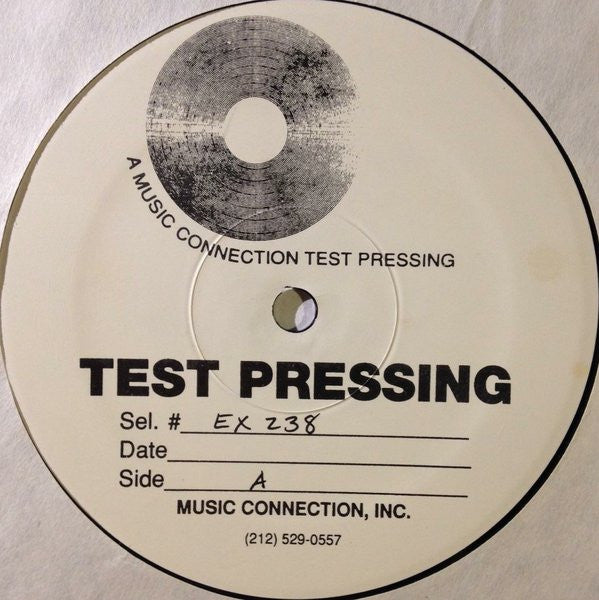 A MUSIC CONNECTION TEST PRESSING
TEST PRESSING
Sel. # EX 238
Date
Side A
MUSIC CONNECTION, INC.
(212) 529-0557